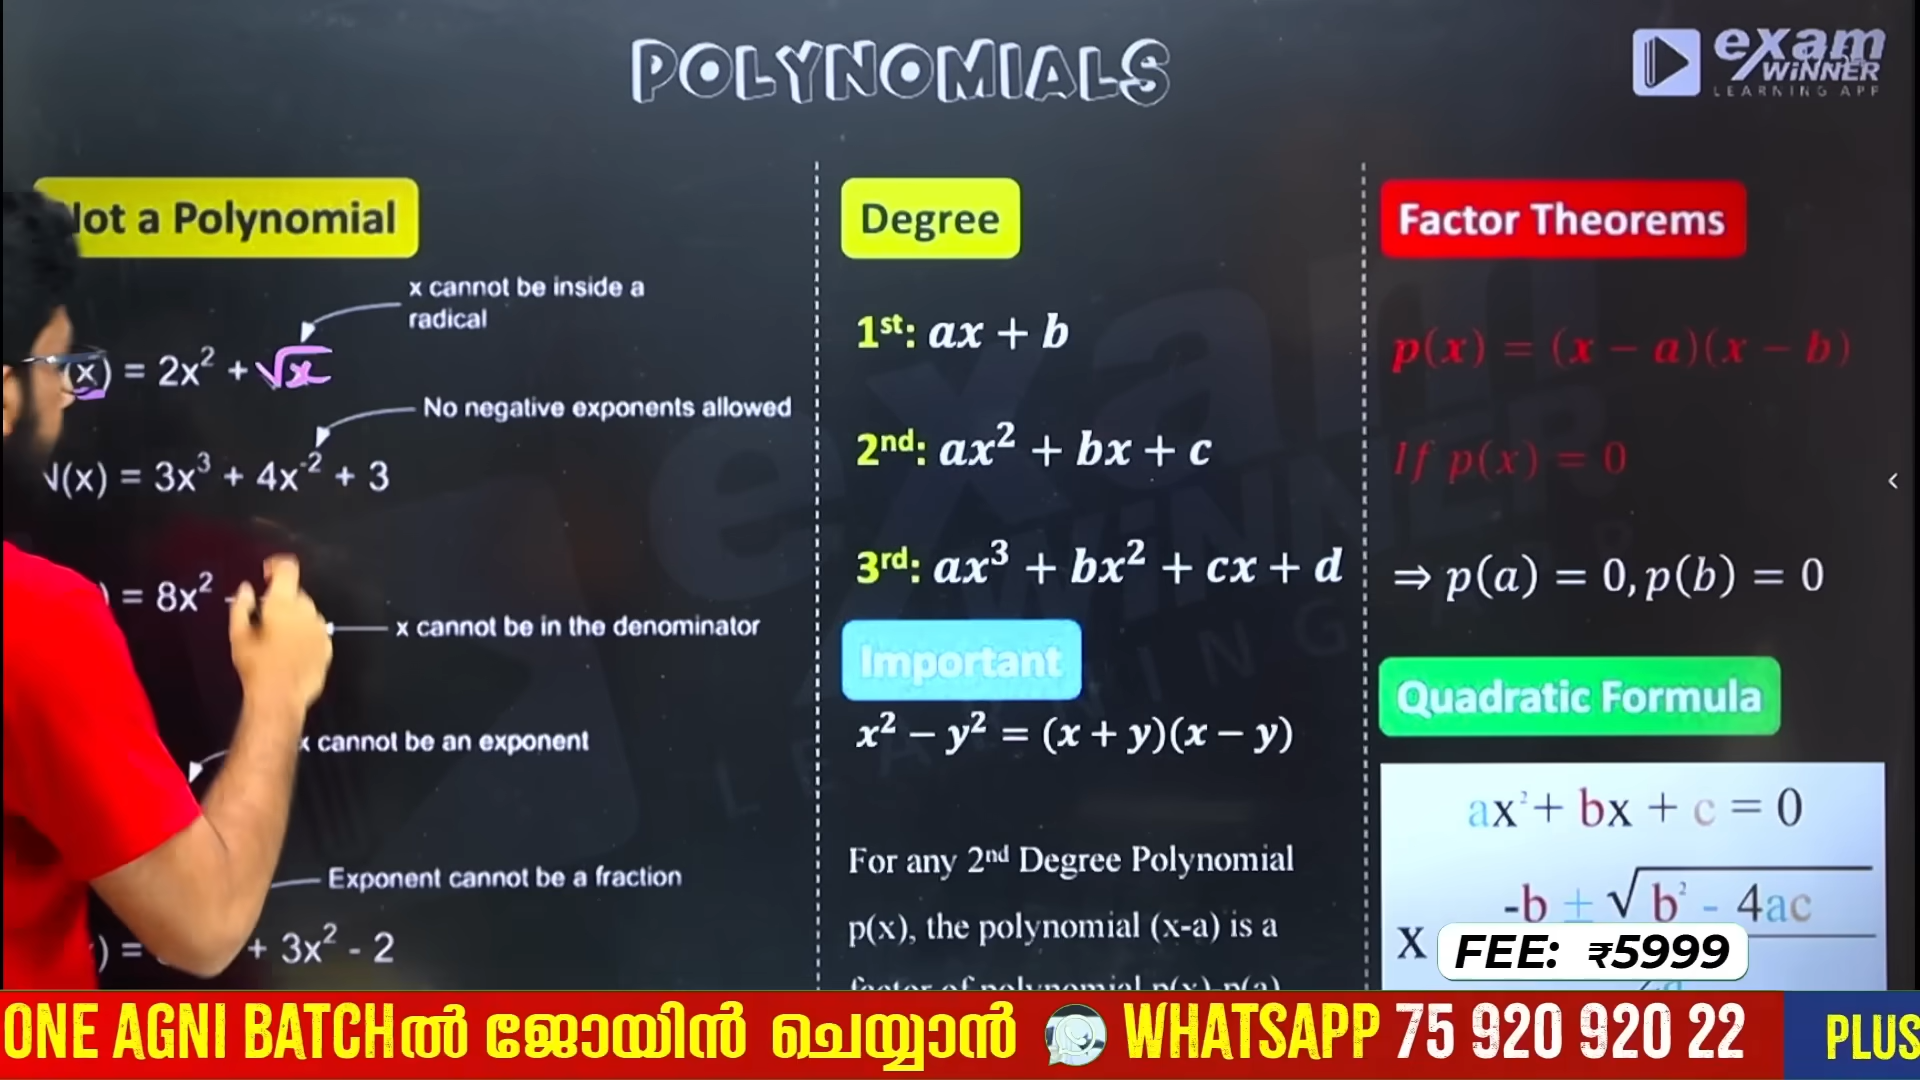 POLYNOMIALS
exam
WINNER
LEARNING APP
Not a Polynomial
x cannot be inside a
radical
(x) = 2x² + √x
No negative exponents allowed
(x) = 3x³ + 4x⁻² + 3
) = 8x²
x cannot be in the denominator
x cannot be an exponent
Exponent cannot be a fraction
) = + 3x² - 2
Degree
1st: ax + b
2nd: ax² + bx + c
3rd: ax³ + bx² + cx + d
Important
x² − y² = (x + y)(x − y)
For any 2nd Degree Polynomial
p(x), the polynomial (x-a) is a
factor of polynomial p(x)-p(a)
Factor Theorems
p(x) = (x − a)(x − b)
If p(x) = 0
⇒ p(a) = 0, p(b) = 0
Quadratic Formula
ax² + bx + c = 0
-b ± √b² - 4ac
x
FEE: ₹5999
ONE AGNI BATCHൽ ജോയിൻ ചെയ്യാൻ WHATSAPP 75 920 920 22 PLUS